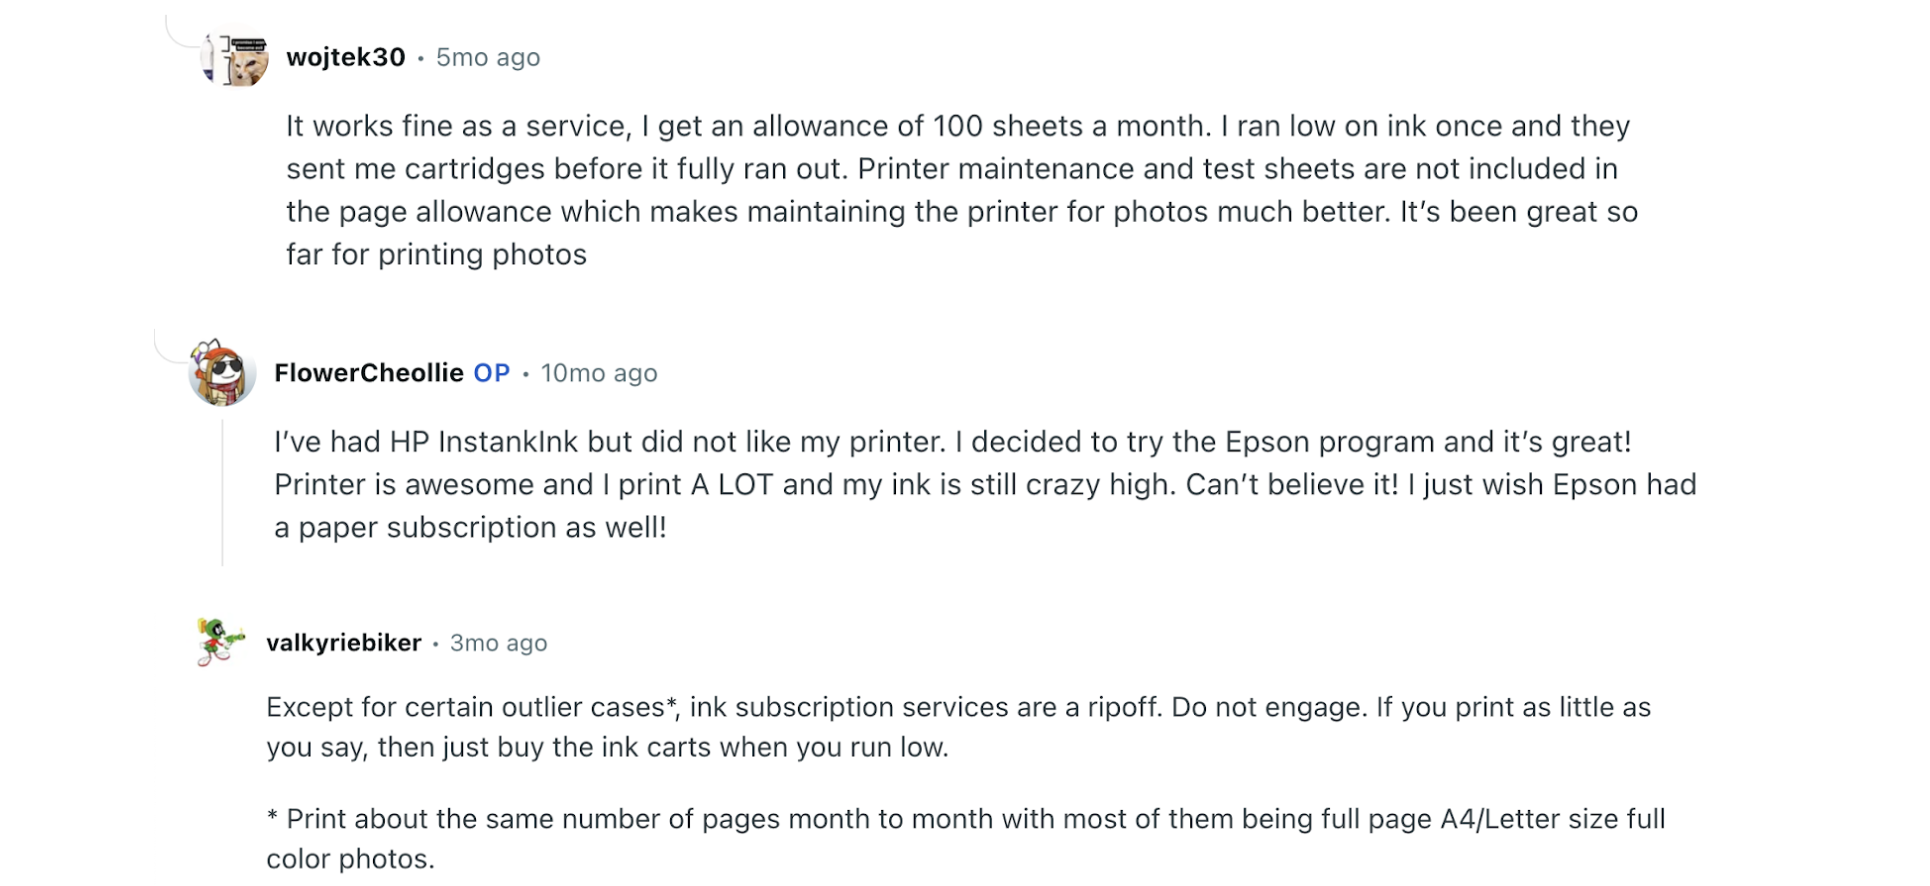 wojtek30 • 5mo ago
It works fine as a service, I get an allowance of 100 sheets a month. I ran low on ink once and they
sent me cartridges before it fully ran out. Printer maintenance and test sheets are not included in
the page allowance which makes maintaining the printer for photos much better. It’s been great so
far for printing photos
FlowerCheollie OP • 10mo ago
I’ve had HP InstankInk but did not like my printer. I decided to try the Epson program and it’s great!
Printer is awesome and I print A LOT and my ink is still crazy high. Can’t believe it! I just wish Epson had
a paper subscription as well!
valkyriebiker • 3mo ago
Except for certain outlier cases*, ink subscription services are a ripoff. Do not engage. If you print as little as
you say, then just buy the ink carts when you run low.
* Print about the same number of pages month to month with most of them being full page A4/Letter size full
color photos.